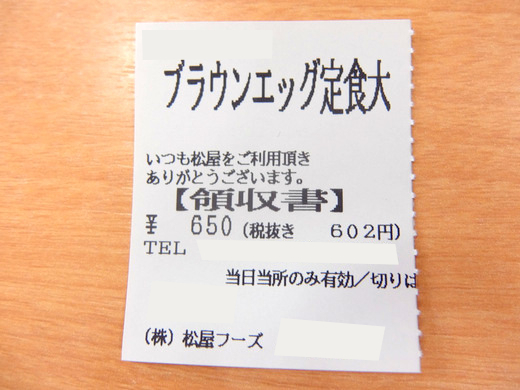 ブラウンエッグ定食大
いつも松屋をご利用頂き
ありがとうございます。
【領収書】
¥ 650(税抜き 602円)
TEL
当日当所のみ有効/切りは
(株)松屋フーズ